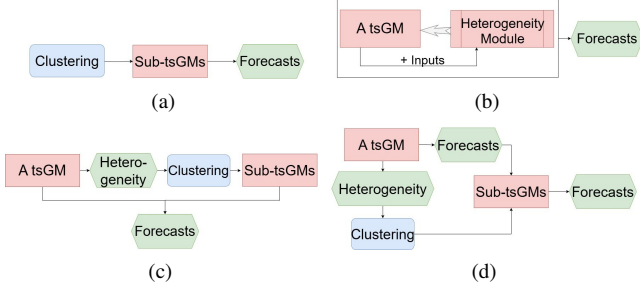 Clustering
Sub-tsGMs
Forecasts
(a)
A tsGM
Heterogeneity
Module
+ Inputs
Forecasts
(b)
A tsGM
Hetero-
geneity
Clustering
Sub-tsGMs
Forecasts
(c)
A tsGM
Forecasts
Heterogeneity
Sub-tsGMs
Forecasts
Clustering
(d)